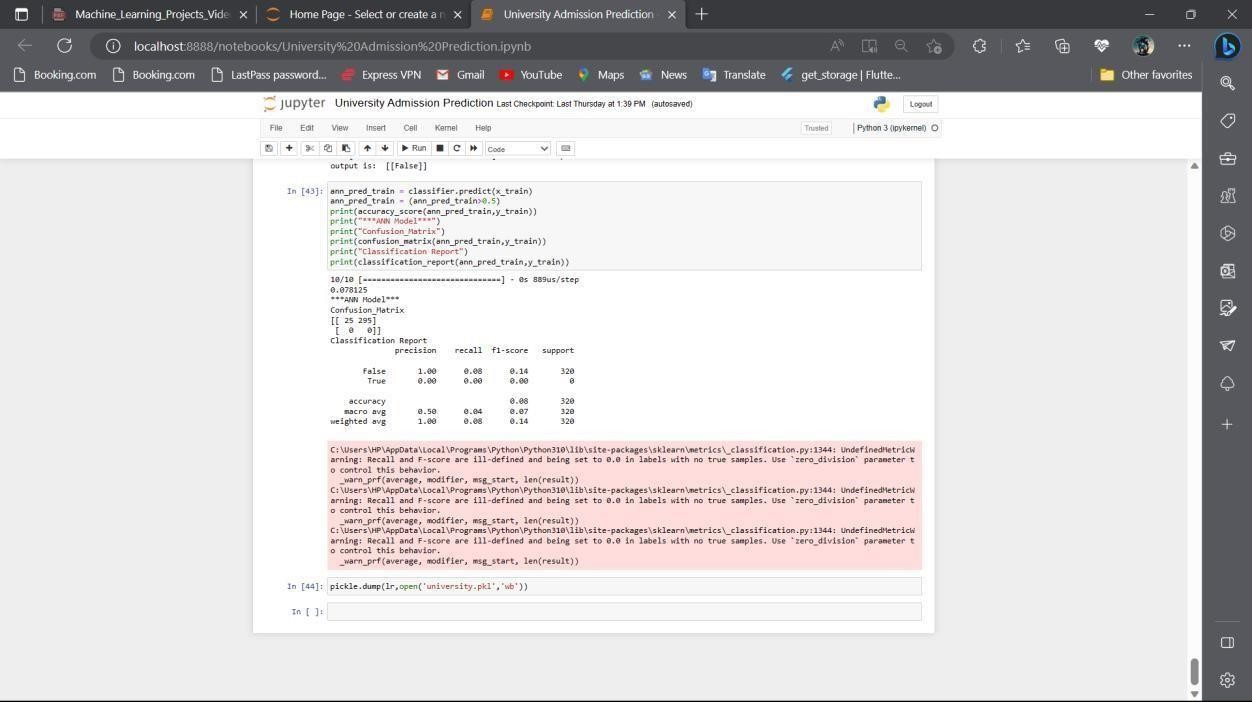 Machine_Learning_Projects_Vide
Home Page - Select or create a n
University Admission Prediction
localhost:8888/notebooks/University%20Admission%20Prediction.ipynb
Booking.com
Booking.com
LastPass password...
Express VPN
Gmail
YouTube
Maps
News
Translate
get_storage | Flutte...
Other favorites
jupyter University Admission Prediction Last Checkpoint: Last Thursday at 1:39 PM (autosaved)
Logout
File Edit View Insert Cell Kernel Help
Trusted
Python 3 (ipykernel)
Run
Code
output is: [[False]]
In [43]: ann_pred_train = classifier.predict(x_train)
ann_pred_train = (ann_pred_train>0.5)
print(accuracy_score(ann_pred_train,y_train))
print("***ANN Model***")
print("Confusion_Matrix")
print(confusion_matrix(ann_pred_train,y_train))
print("Classification Report")
print(classification_report(ann_pred_train,y_train))
10/10 [==============================] - 0s 889us/step
0.078125
***ANN Model***
Confusion_Matrix
[[ 25 295]
[ 0 0]]
Classification Report
precision recall f1-score support
False 1.00 0.08 0.14 320
True 0.00 0.00 0.00 0
accuracy 0.08 320
macro avg 0.50 0.04 0.07 320
weighted avg 1.00 0.08 0.14 320
C:\Users\HP\AppData\Local\Programs\Python\Python310\lib\site-packages\sklearn\metrics\_classification.py:1344: UndefinedMetricW
arning: Recall and F-score are ill-defined and being set to 0.0 in labels with no true samples. Use `zero_division` parameter t
o control this behavior.
_warn_prf(average, modifier, msg_start, len(result))
C:\Users\HP\AppData\Local\Programs\Python\Python310\lib\site-packages\sklearn\metrics\_classification.py:1344: UndefinedMetricW
arning: Recall and F-score are ill-defined and being set to 0.0 in labels with no true samples. Use `zero_division` parameter t
o control this behavior.
_warn_prf(average, modifier, msg_start, len(result))
C:\Users\HP\AppData\Local\Programs\Python\Python310\lib\site-packages\sklearn\metrics\_classification.py:1344: UndefinedMetricW
arning: Recall and F-score are ill-defined and being set to 0.0 in labels with no true samples. Use `zero_division` parameter t
o control this behavior.
_warn_prf(average, modifier, msg_start, len(result))
In [44]: pickle.dump(lr,open('university.pkl','wb'))
In [ ]: